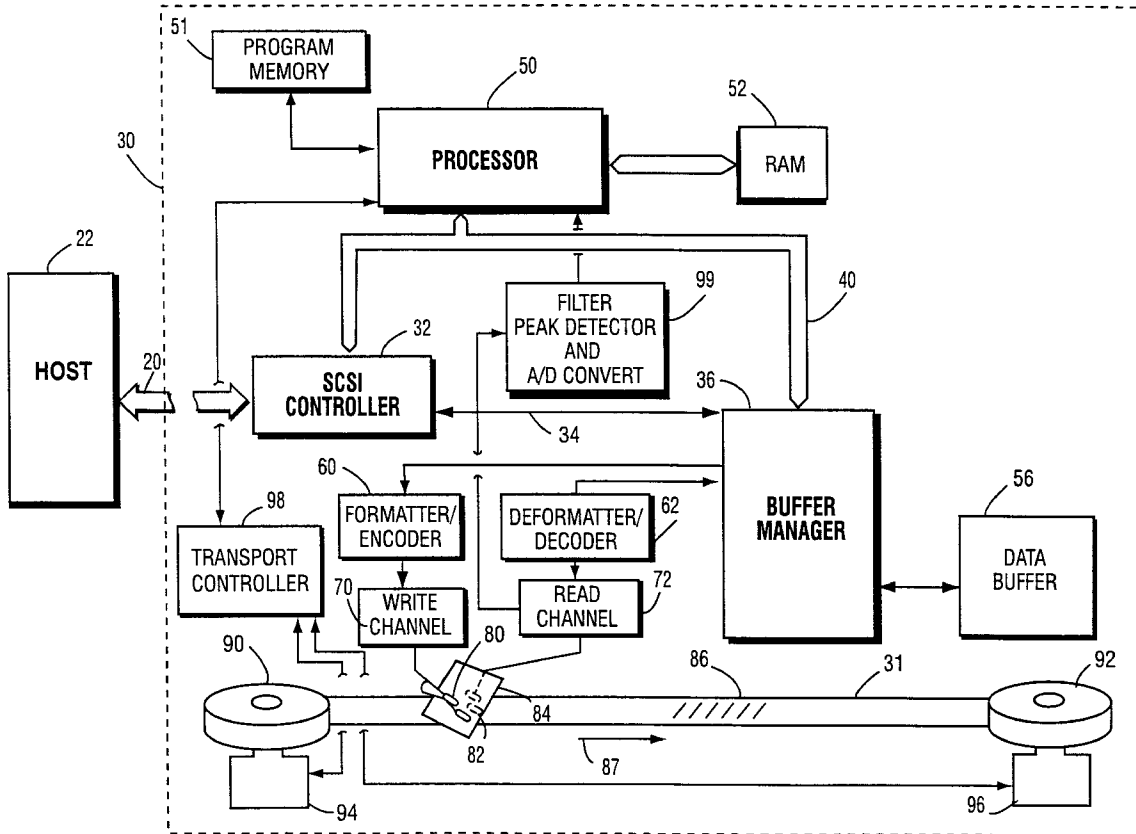 51
PROGRAM
MEMORY
50
52
30
PROCESSOR
RAM
22
99
FILTER
PEAK DETECTOR
AND
A/D CONVERT
40
HOST
20
32
SCSI
CONTROLLER
36
34
60
FORMATTER/
ENCODER
DEFORMATTER/
DECODER
62
BUFFER
MANAGER
56
DATA
BUFFER
98
TRANSPORT
CONTROLLER
70
WRITE
CHANNEL
READ
CHANNEL
72
90
80
84
82
86
31
92
87
94
96